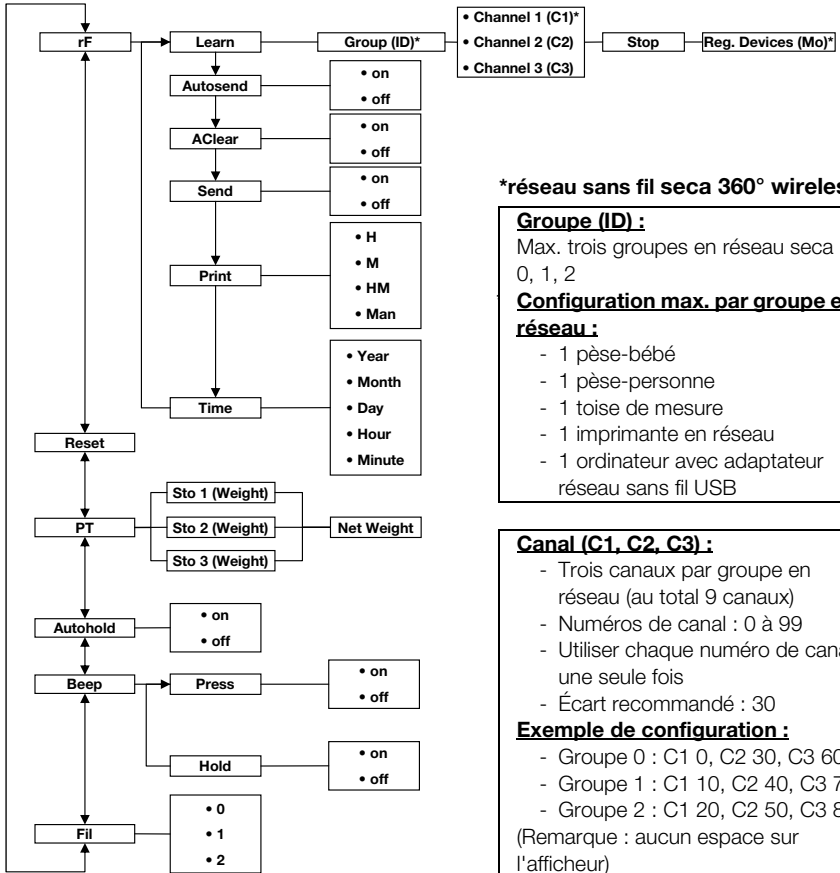 rF
Learn
Group (ID)*
• Channel 1 (C1)*
• Channel 2 (C2)
• Channel 3 (C3)
Stop
Reg. Devices (Mo)*
Autosend
• on
• off
AClear
• on
• off
Send
• on
• off
Print
• H
• M
• HM
• Man
Time
• Year
• Month
• Day
• Hour
• Minute
Reset
PT
Sto 1 (Weight)
Sto 2 (Weight)
Sto 3 (Weight)
Net Weight
Autohold
• on
• off
Beep
Press
• on
• off
Hold
• on
• off
Fil
• 0
• 1
• 2
*réseau sans fil seca 360°
Groupe (ID) :
Max. trois groupes en réseau seca
0, 1, 2
Configuration max. par groupe
réseau :
- 1 pèse-bébé
- 1 pèse-personne
- 1 toise de mesure
- 1 imprimante en réseau
- 1 ordinateur avec adaptateur
réseau sans fil USB
Canal (C1, C2, C3) :
- Trois canaux par groupe en
réseau (au total 9 canaux)
- Numéros de canal : 0 à 99
- Utiliser chaque numéro de
une seule fois
- Écart recommandé : 30
Exemple de configuration :
- Groupe 0 : C1 0, C2 30, C3 60
- Groupe 1 : C1 10, C2 40, C3
- Groupe 2 : C1 20, C2 50, C3
(Remarque : aucun espace sur
l'afficheur)